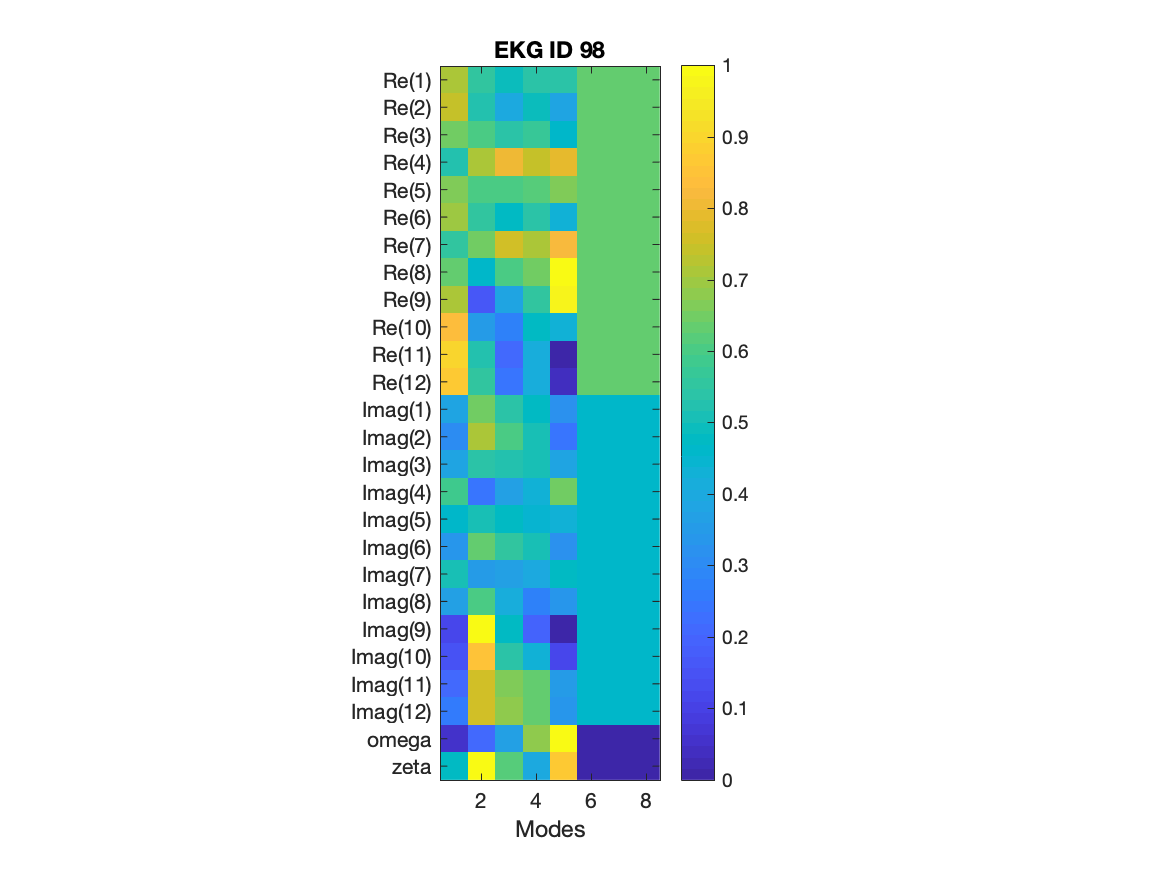 EKG ID 98
Re(1)
Re(2)
Re(3)
Re(4)
Re(5)
Re(6)
Re(7)
Re(8)
Re(9)
Re(10)
Re(11)
Re(12)
Imag(1)
Imag(2)
Imag(3)
Imag(4)
Imag(5)
Imag(6)
Imag(7)
Imag(8)
Imag(9)
Imag(10)
Imag(11)
Imag(12)
omega
zeta
2 4 6 8
Modes
1
0.9
0.8
0.7
0.6
0.5
0.4
0.3
0.2
0.1
0